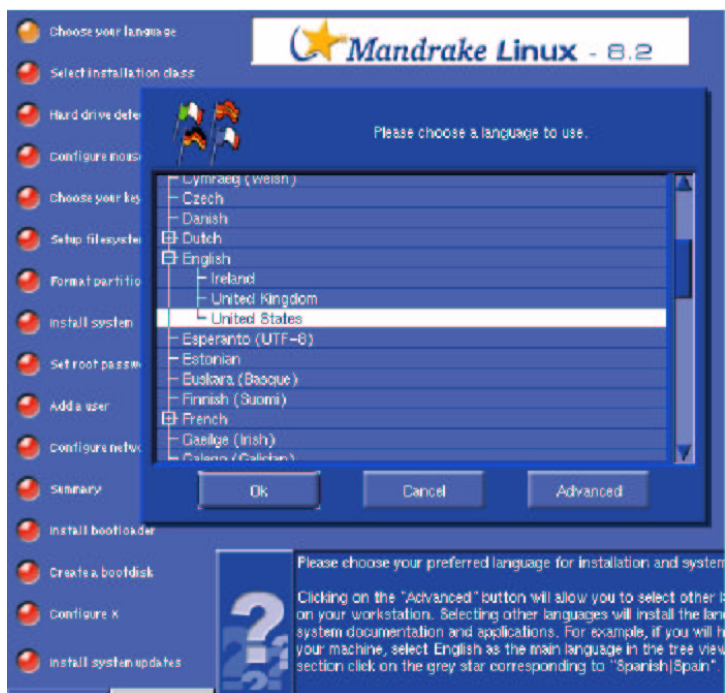 Mandrake Linux - 8.2
Choose your language
Select installation class
Hard drive dete
Configure mous
Choose your key
Setup filesyste
Format partitio
Install system
Set root passw
Add a user
Configure netwo
Summary
Install bootloader
Create a bootdisk
Configure X
Install system updates
Please choose a language to use.
Cymraeg (Welsh)
Czech
Danish
Dutch
English
Ireland
United Kingdom
United States
Esperanto (UTF-8)
Estonian
Euskara (Basque)
Finnish (Suomi)
French
Gaeilge (Irish)
Galego (Galician)
Ok
Cancel
Advanced
Please choose your preferred language for installation and system
Clicking on the "Advanced" button will allow you to select other l
on your workstation. Selecting other languages will install the lan
system documentation and applications. For example, if you will h
your machine, select English as the main language in the tree view
section click on the grey star corresponding to "Spanish|Spain".